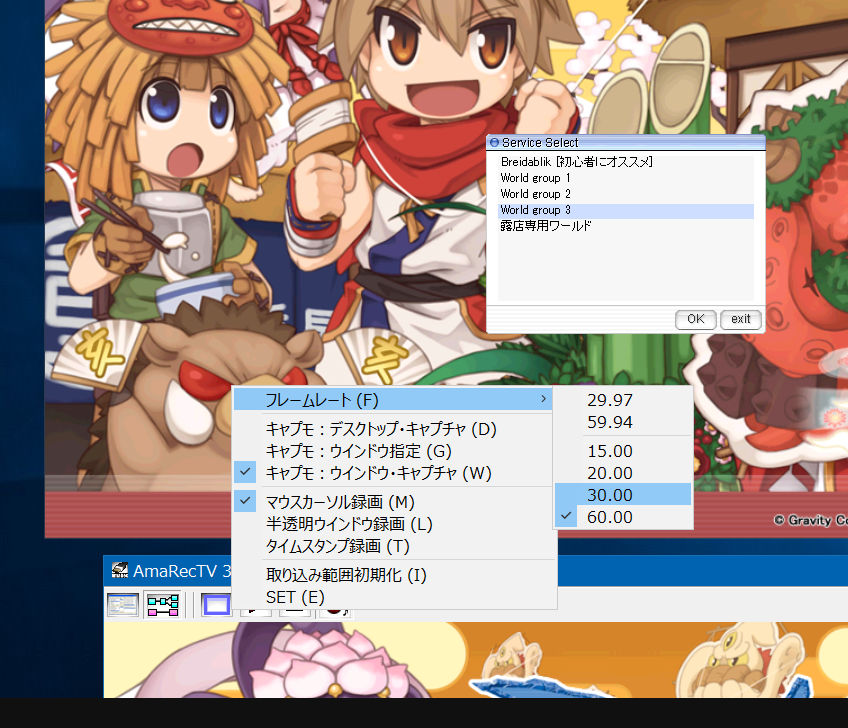 Service Select
Breidablik [初心者にオススメ]
World group 1
World group 2
World group 3
露店専用ワールド
OK
exit
フレームレート (F)
29.97
59.94
15.00
20.00
30.00
60.00
キャプモ : デスクトップ・キャプチャ (D)
キャプモ : ウインドウ指定 (G)
キャプモ : ウインドウ・キャプチャ (W)
マウスカーソル録画 (M)
半透明ウインドウ録画 (L)
タイムスタンプ録画 (T)
取り込み範囲初期化 (I)
SET (E)
© Gravity Co
AmaRecTV 3